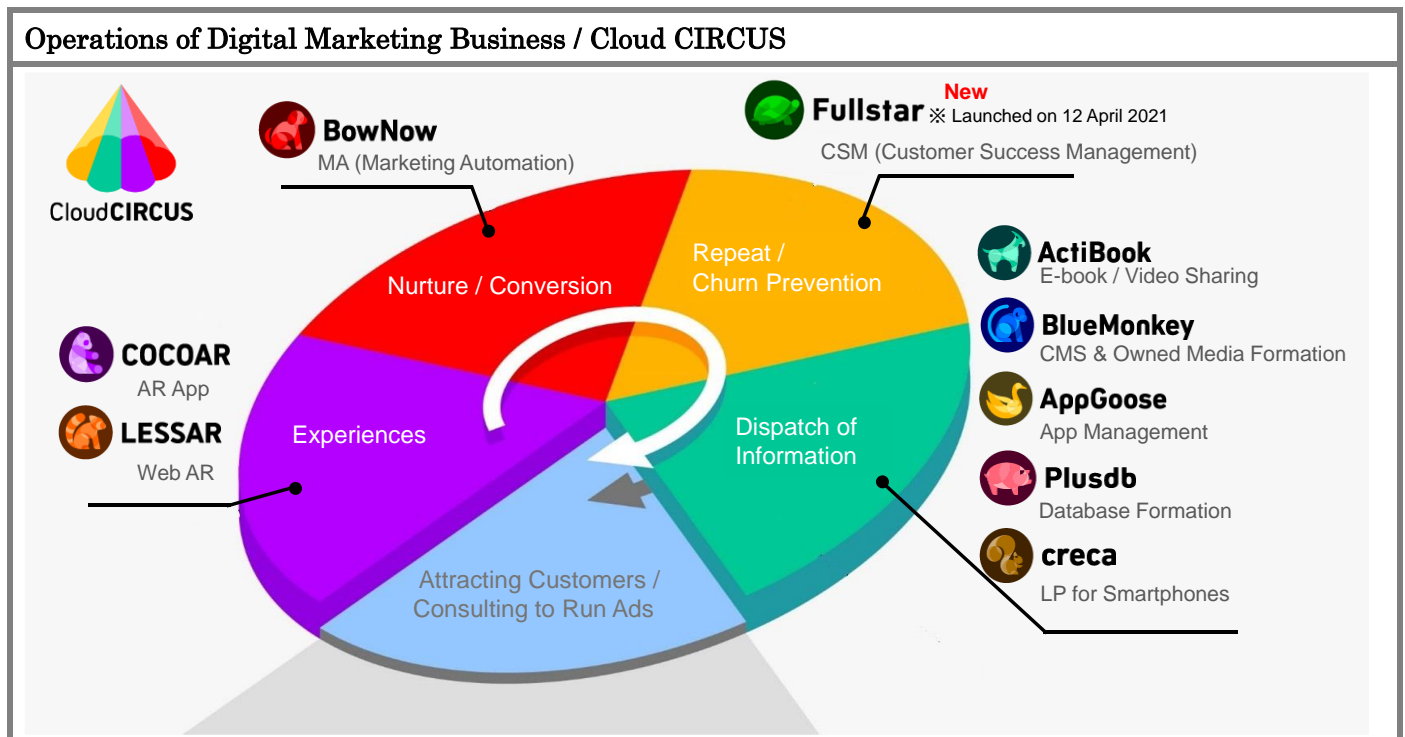 Operations of Digital Marketing Business / Cloud CIRCUS
CloudCIRCUS
BowNow
MA (Marketing Automation)
New
Fullstar ※ Launched on 12 April 2021
CSM (Customer Success Management)
Nurture / Conversion
Repeat /
Churn Prevention
ActiBook
E-book / Video Sharing
BlueMonkey
CMS & Owned Media Formation
AppGoose
App Management
Plusdb
Database Formation
creca
LP for Smartphones
COCOAR
AR App
LESSAR
Web AR
Experiences
Dispatch of
Information
Attracting Customers /
Consulting to Run Ads